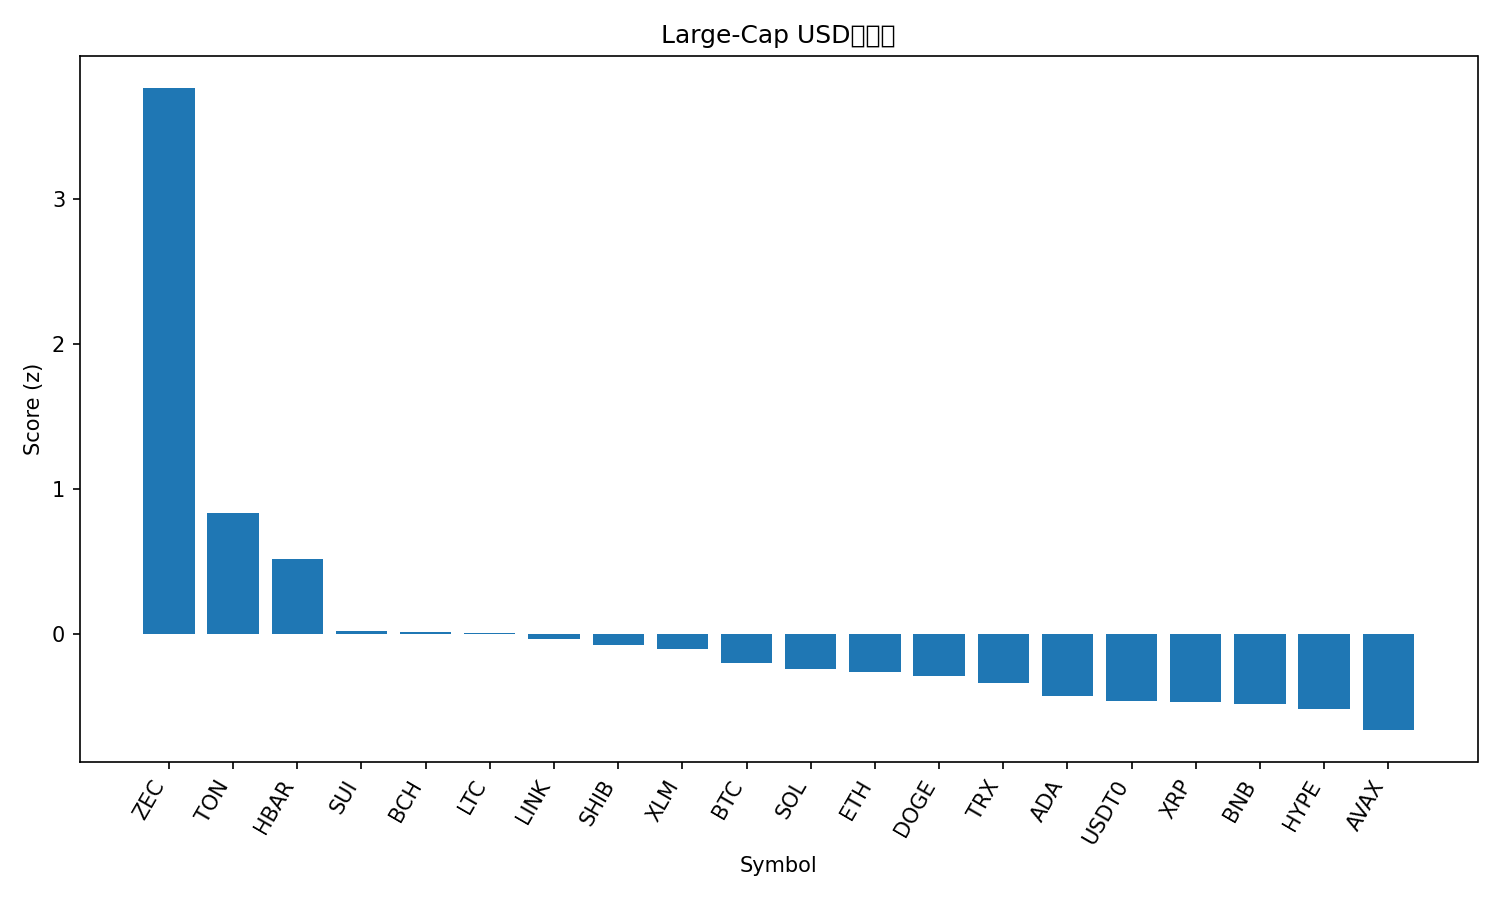 Large-Cap USD
Score (z)
3
2
1
0
ZEC
TON
HBAR
SUI
BCH
LTC
LINK
SHIB
XLM
BTC
SOL
ETH
DOGE
TRX
ADA
USDT0
XRP
BNB
HYPE
AVAX
Symbol